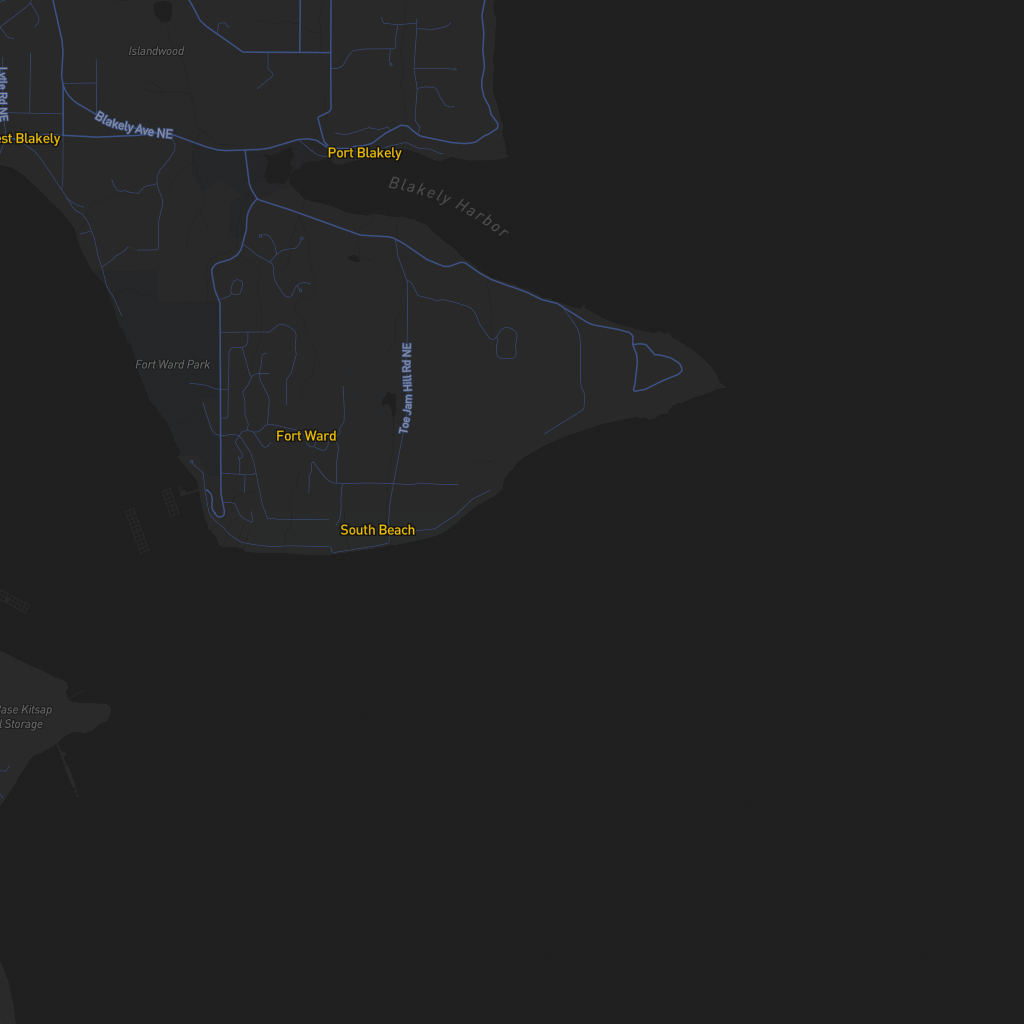 Islandwood
Lytle Rd NE
Blakely Ave NE
est Blakely
Port Blakely
Blakely Harbor
Fort Ward Park
Toe Jam Hill Rd NE
Fort Ward
South Beach
Base Kitsap
l Storage